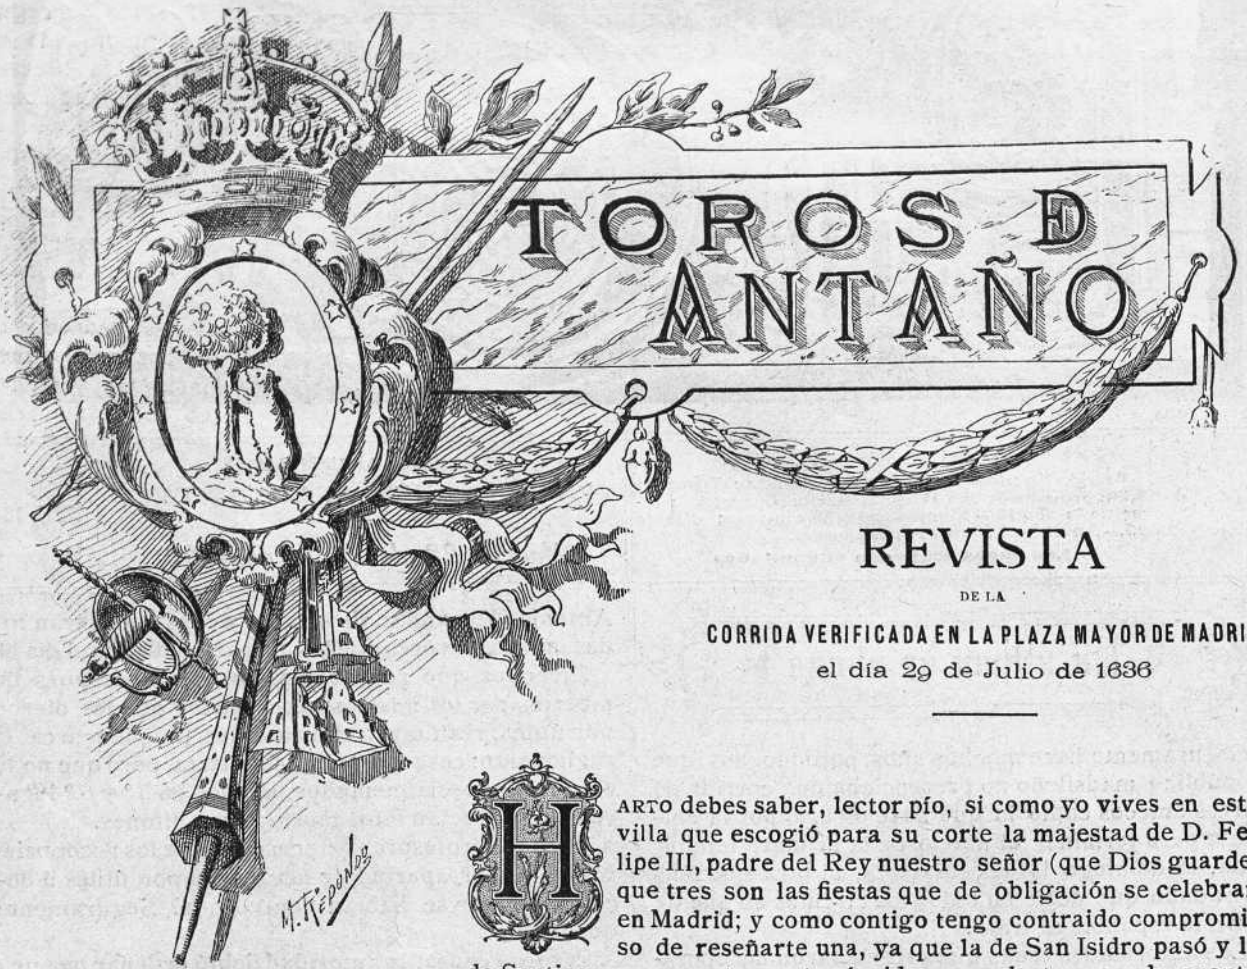 TOROS DE
ANTAÑO
REVISTA
DE LA
CORRIDA VERIFICADA EN LA PLAZA MAYOR DE MADRI
el día 29 de Julio de 1636
HARTO debes saber, lector pío, si como yo vives en est
villa que escogió para su corte la majestad de D. Fe
lipe III, padre del Rey nuestro señor (que Dios guarde
que tres son las fiestas que de obligación se celebra
en Madrid; y como contigo tengo contraido compromi
so de reseñarte una, ya que la de San Isidro pasó y l
M. REDONDO